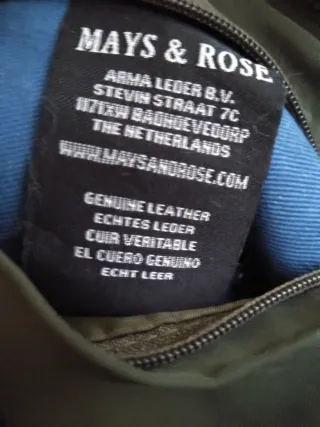 MAYS & ROSE
ARMA LEDER B.V.
STEVIN STRAAT 7C
1171XW BADHOEVEDORP
THE NETHERLANDS
WWW.MAYSANDROSE.COM
GENUINE LEATHER
ECHTES LEDER
CUIR VERITABLE
EL CUERO GENUINO
ECHT LEER